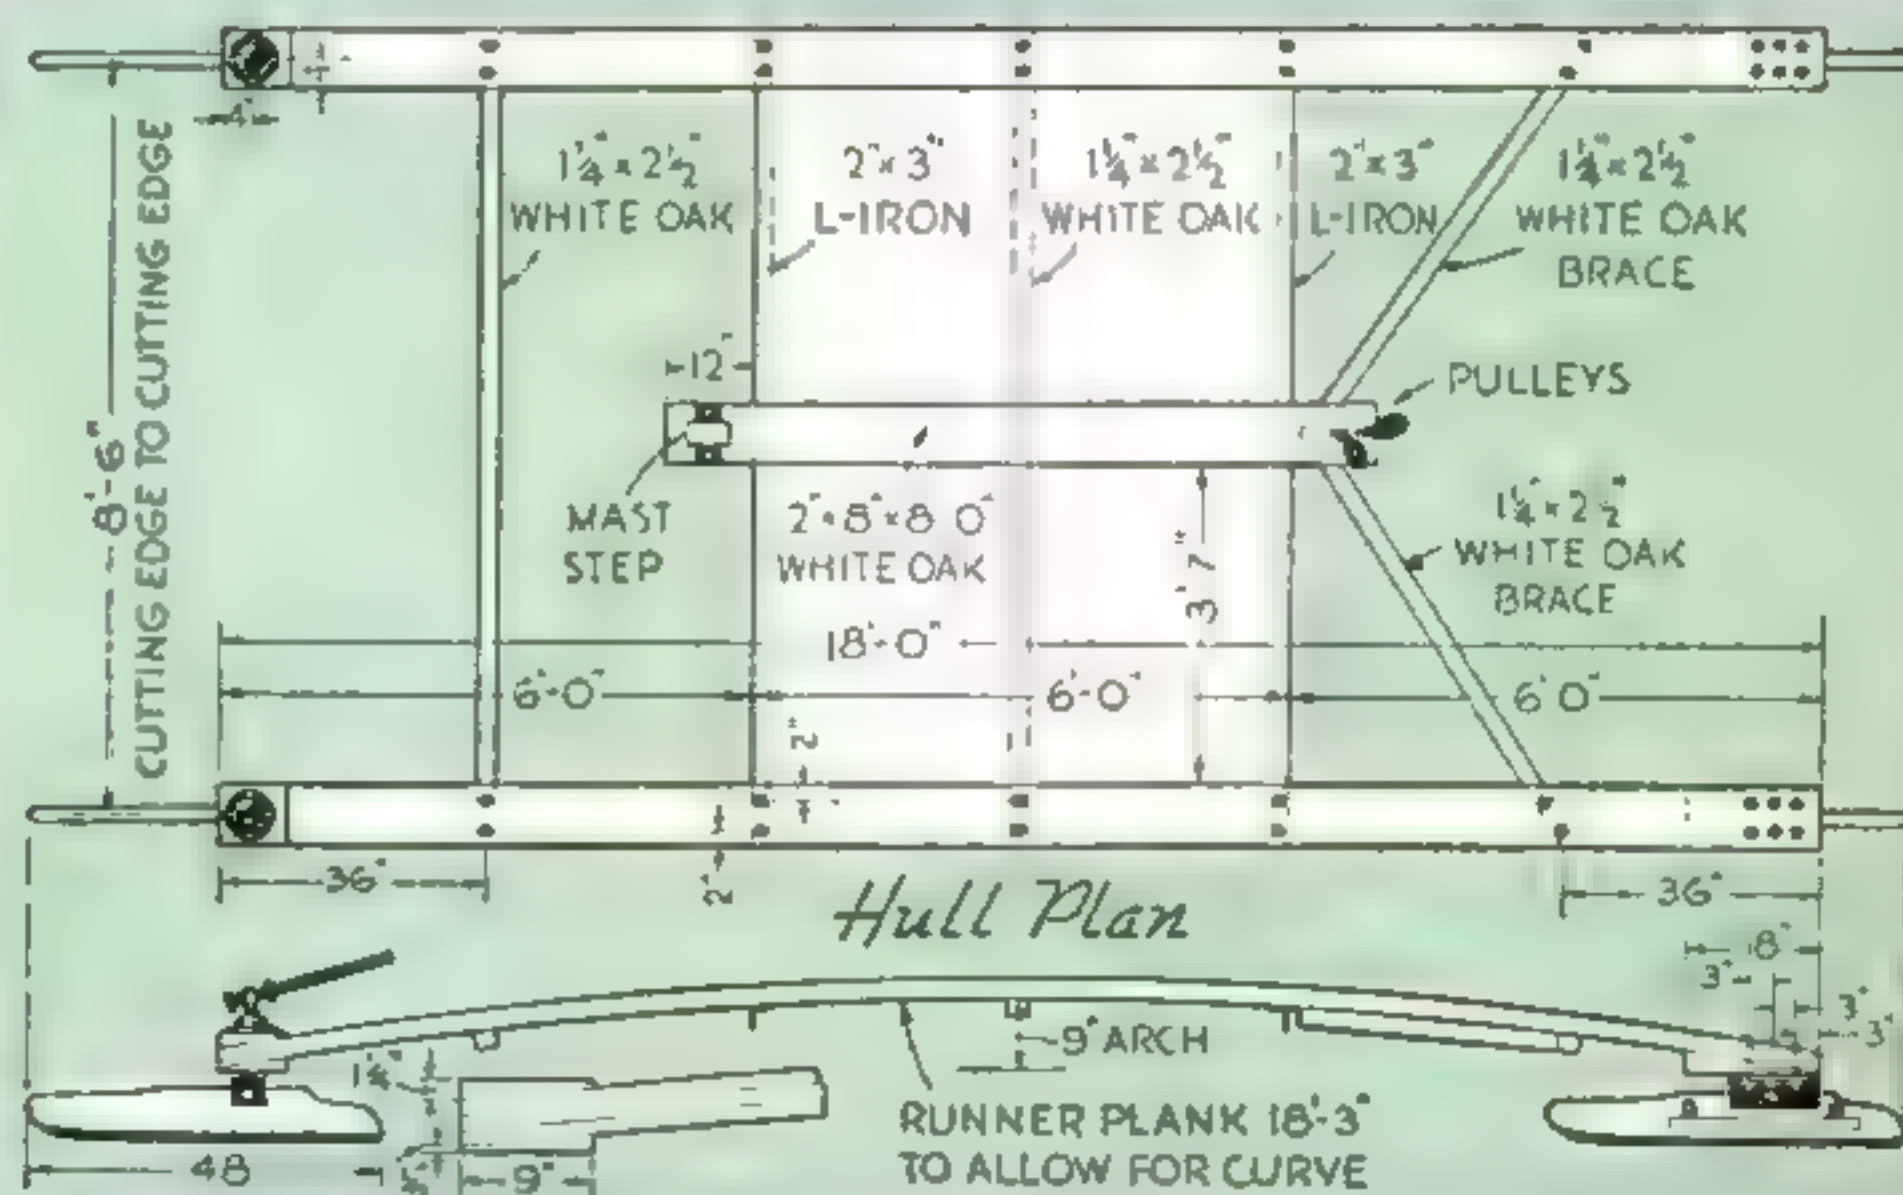 4"
1¼" × 2½"
WHITE OAK
2" × 3"
L-IRON
1¼" × 2½"
WHITE OAK
2" × 3"
L-IRON
1¼" × 2½"
WHITE OAK
BRACE
8'-6"
CUTTING EDGE TO CUTTING EDGE
12"
PULLEYS
MAST
STEP
2" × 8" × 8' 0"
WHITE OAK
3' 7"
1¼" × 2½"
WHITE OAK
BRACE
18'-0"
6'-0"
6'-0"
6' 0"
2"
36"
2"
Hull Plan
36"
18"
3"
3"
3"
9" ARCH
RUNNER PLANK 18'-3"
TO ALLOW FOR CURVE
48
9"